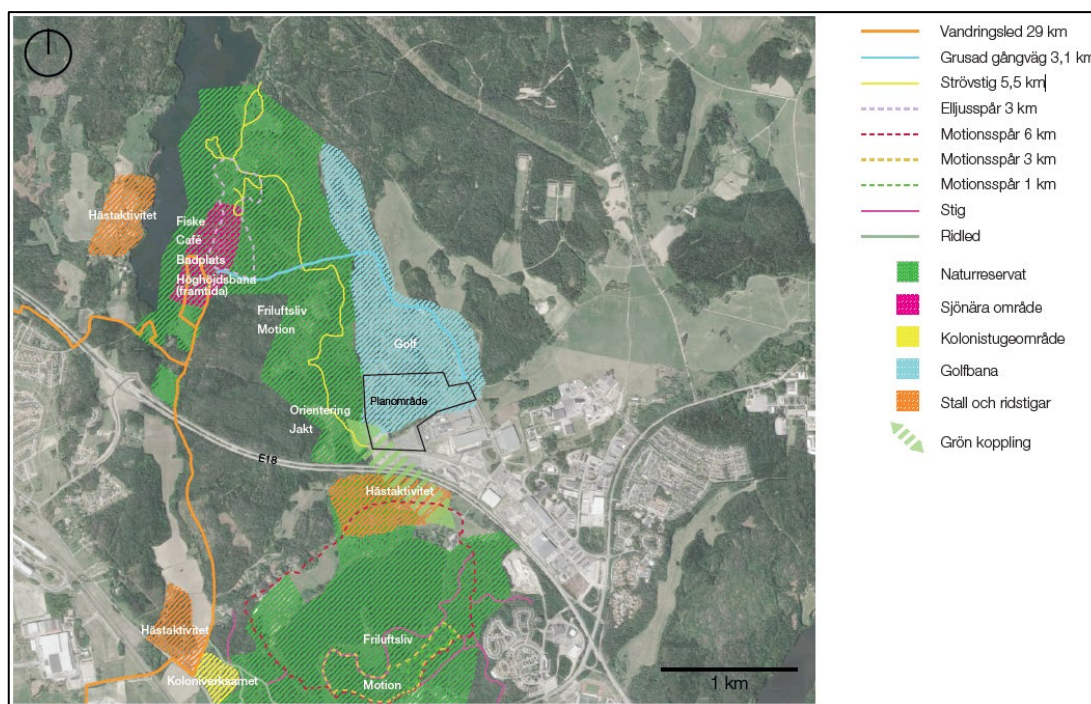 Hästaktivitet
Fiske
Café
Badplats
Höghöjdsbana
(framtida)
Friluftsliv
Motion
Golf
Planområde
Orientering
Jakt
E18
M
Hästaktivitet
Hästaktivitet
Friluftsliv
Motion
Koloniverksamet
1 km
Vandringsled 29 km
Grusad gångväg 3,1 km
Strövstig 5,5 km
Elljusspår 3 km
Motionsspår 6 km
Motionsspår 3 km
Motionsspår 1 km
Stig
Ridled
Naturreservat
Sjönära område
Kolonistugeområde
Golfbana
Stall och ridstigar
Grön koppling